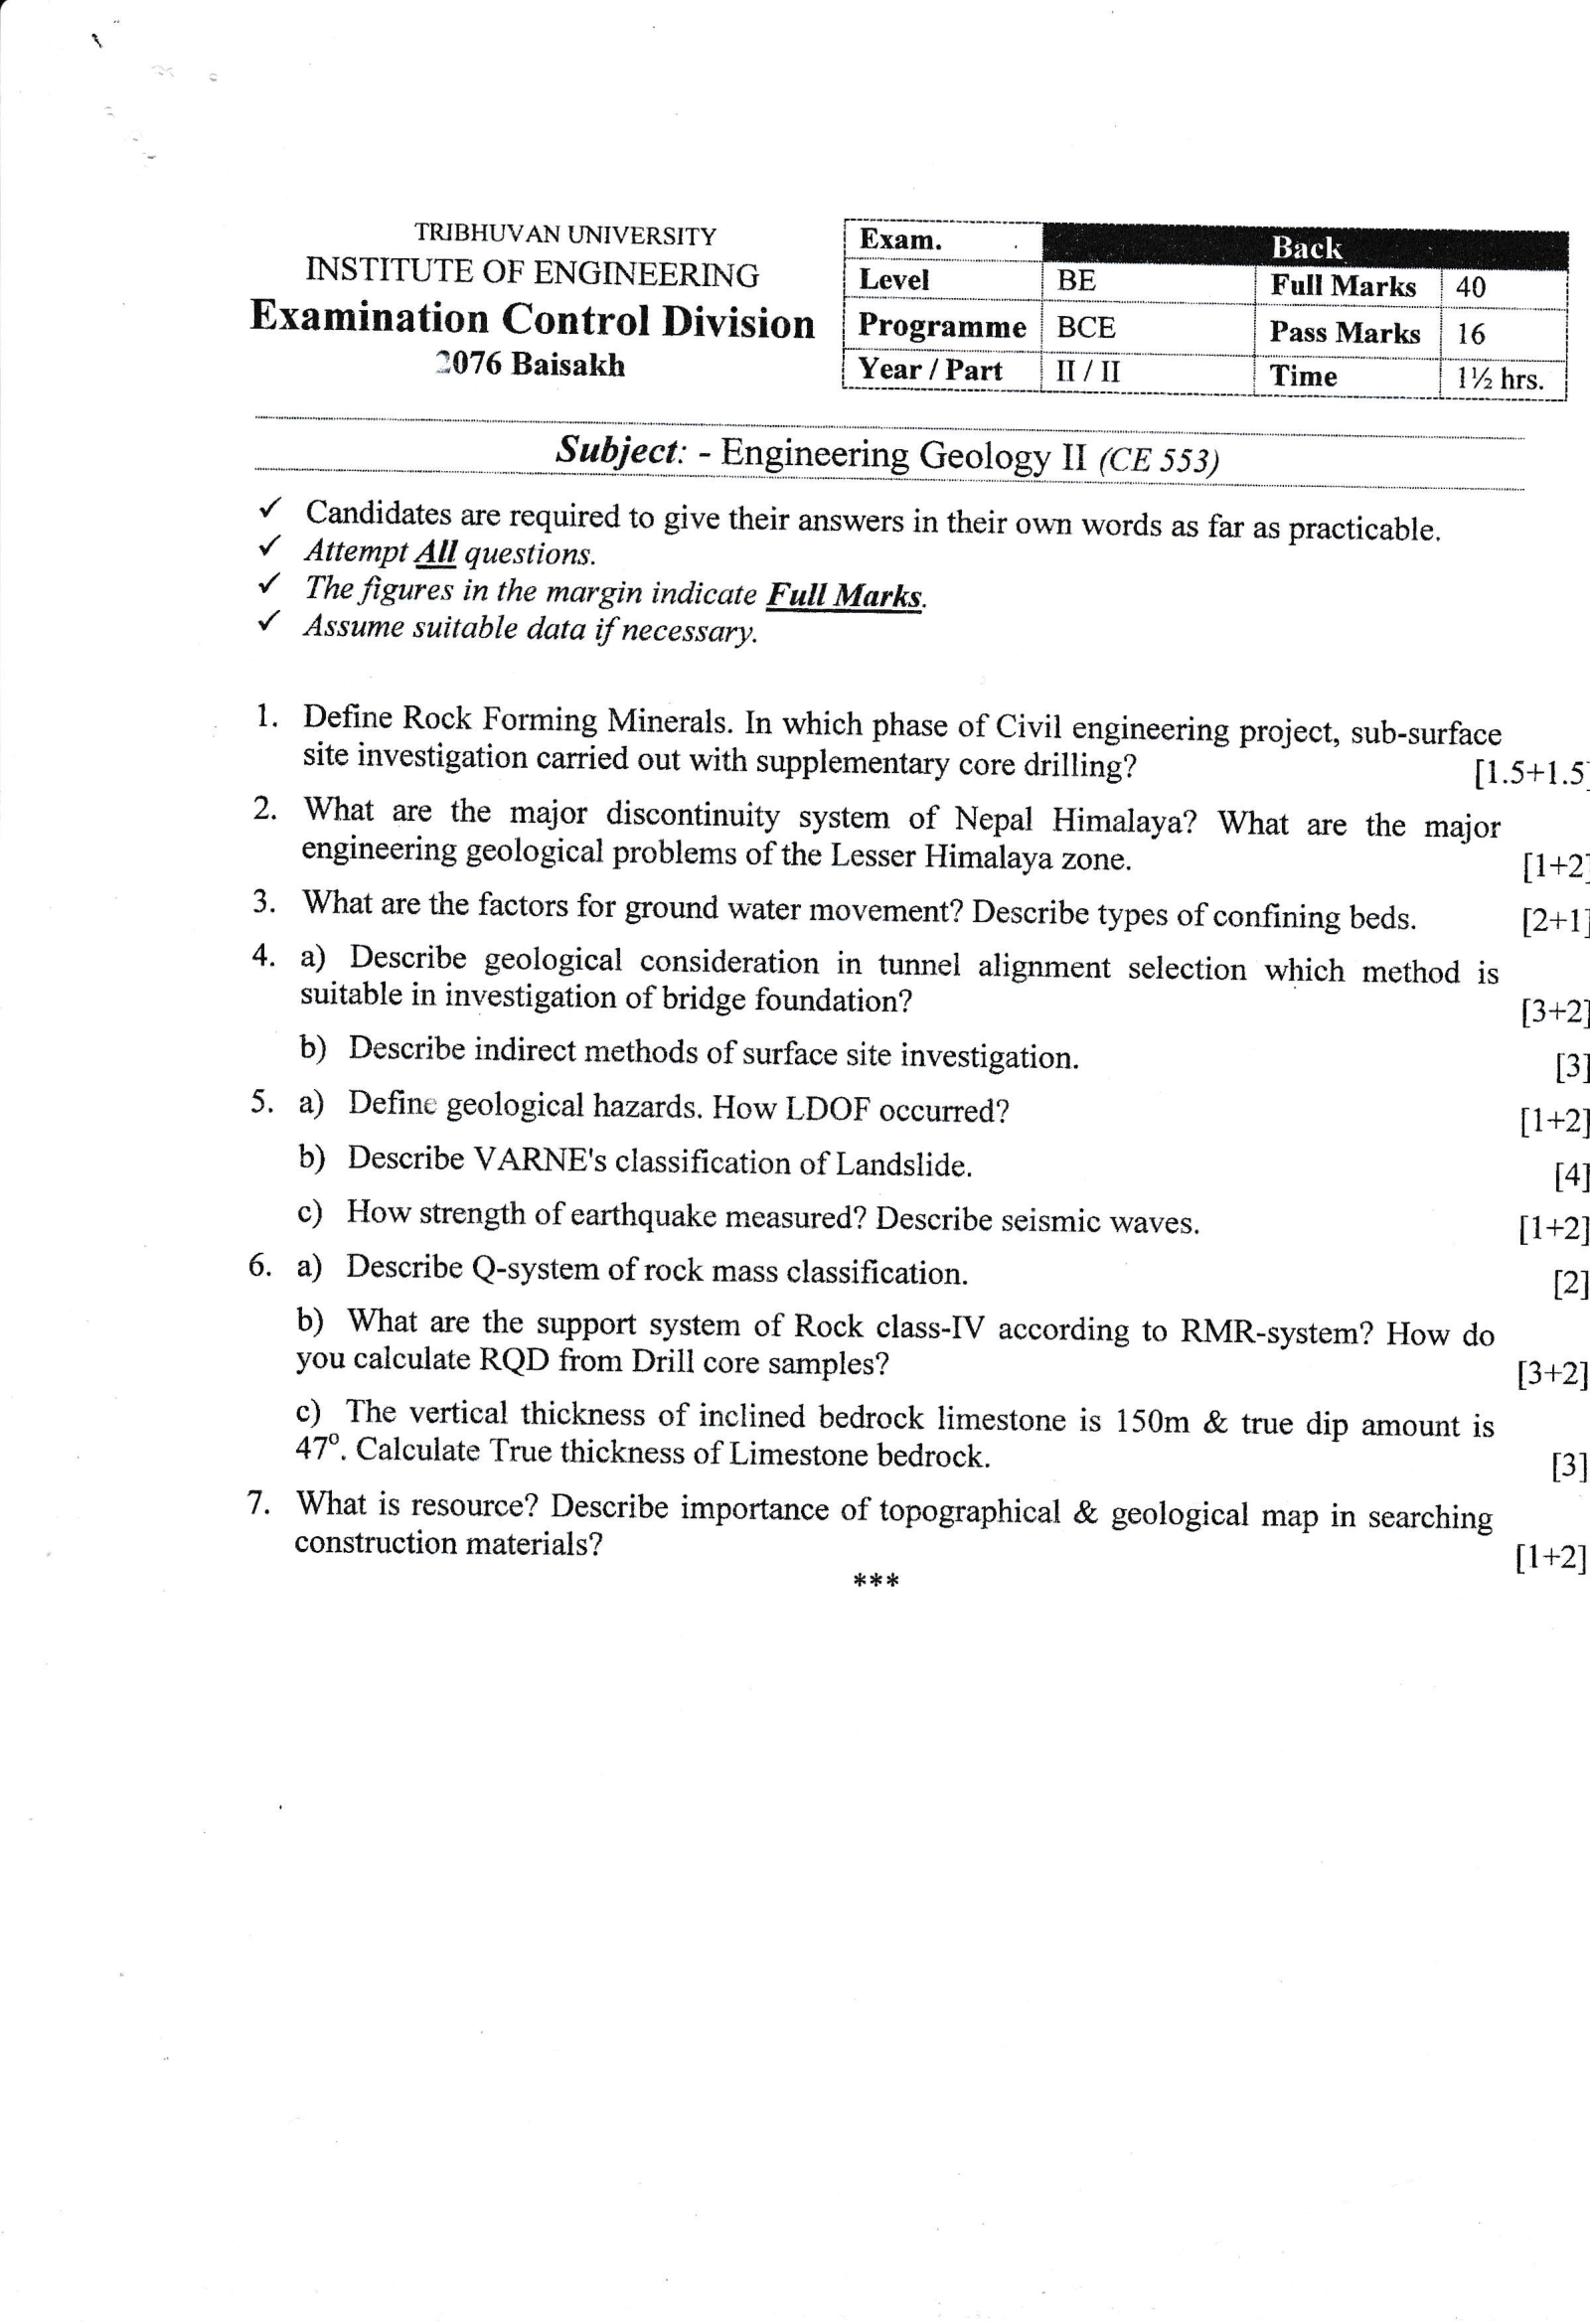 TRIBHUVAN UNIVERSITY
INSTITUTE OF ENGINEERING
Examination Control Division
2076 Baisakh
Exam. Back
Level BE Full Marks 40
Programme BCE Pass Marks 16
Year / Part II / II Time 1½ hrs.
Subject: - Engineering Geology II (CE 553)
✓ Candidates are required to give their answers in their own words as far as practicable.
✓ Attempt All questions.
✓ The figures in the margin indicate Full Marks.
✓ Assume suitable data if necessary.
1. Define Rock Forming Minerals. In which phase of Civil engineering project, sub-surface
site investigation carried out with supplementary core drilling? [1.5+1.5]
2. What are the major discontinuity system of Nepal Himalaya? What are the major
engineering geological problems of the Lesser Himalaya zone. [1+2]
3. What are the factors for ground water movement? Describe types of confining beds. [2+1]
4. a) Describe geological consideration in tunnel alignment selection which method is
suitable in investigation of bridge foundation? [3+2]
b) Describe indirect methods of surface site investigation. [3]
5. a) Define geological hazards. How LDOF occurred? [1+2]
b) Describe VARNE's classification of Landslide. [4]
c) How strength of earthquake measured? Describe seismic waves. [1+2]
6. a) Describe Q-system of rock mass classification. [2]
b) What are the support system of Rock class-IV according to RMR-system? How do
you calculate RQD from Drill core samples? [3+2]
c) The vertical thickness of inclined bedrock limestone is 150m & true dip amount is
47°. Calculate True thickness of Limestone bedrock. [3]
7. What is resource? Describe importance of topographical & geological map in searching
construction materials? [1+2]
***